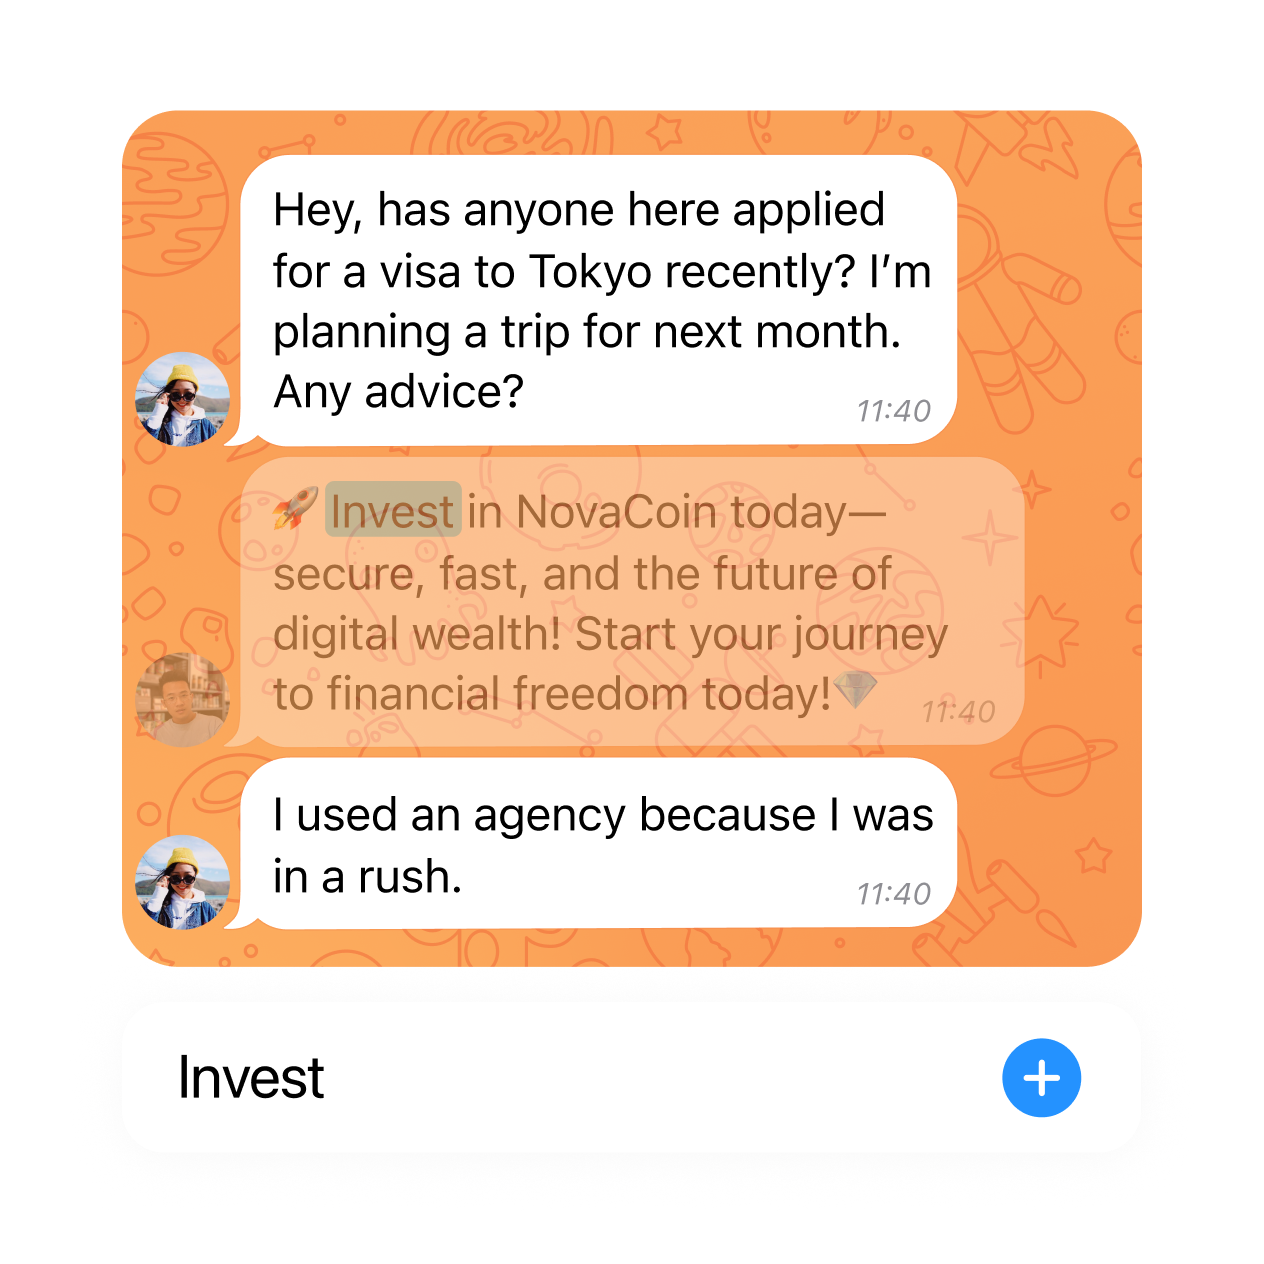 Hey, has anyone here applied
for a visa to Tokyo recently? I’m
planning a trip for next month.
Any advice?
11:40
🚀 Invest in NovaCoin today—
secure, fast, and the future of
digital wealth! Start your journey
to financial freedom today!💎
11:40
I used an agency because I was
in a rush.
11:40
Invest